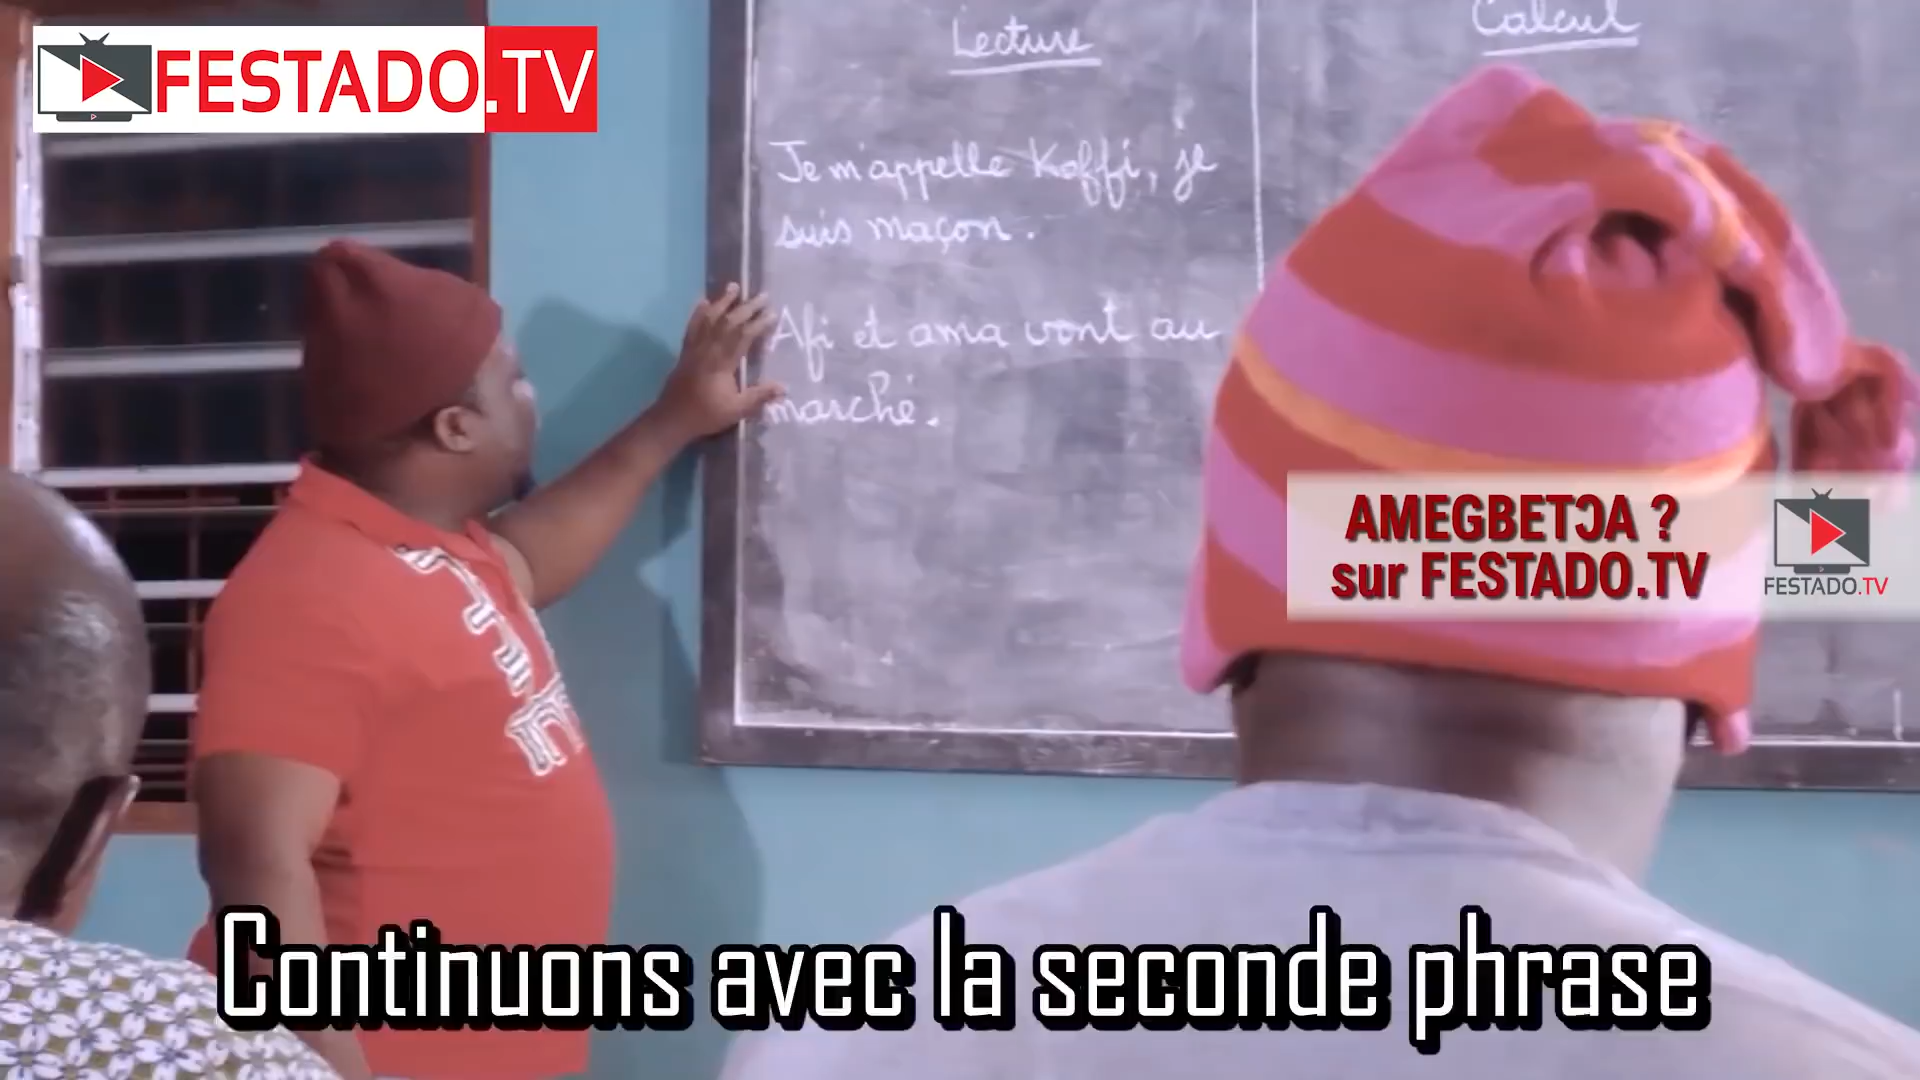 FESTADO.TV
Lecture
Calcul
Je m'appelle Koffi, je
suis maçon.
Afi et ama vont au
marché.
AMEGBETƆA ?
sur FESTADO.TV
FESTADO.TV
Continuons avec la seconde phrase